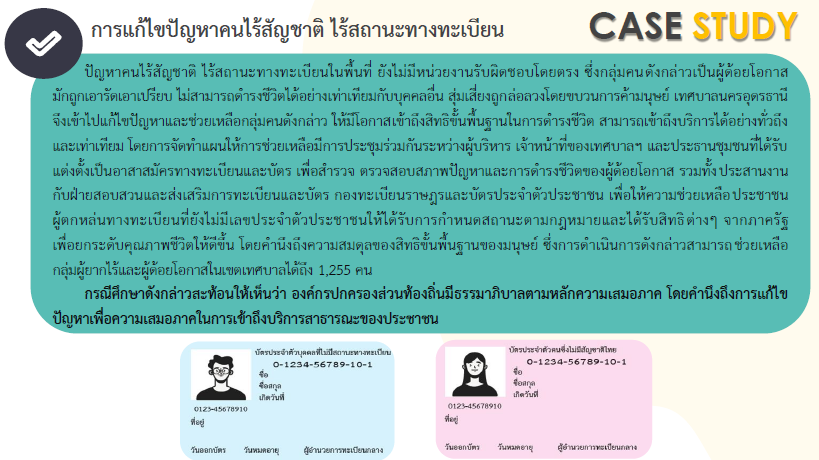 การแก้ไขปัญหาคนไร้สัญชาติ ไร้สถานะทางทะเบียน
CASE STUDY
ปัญหาคนไร้สัญชาติ ไร้สถานะทางทะเบียนในพื้นที่ ยังไม่มีหน่วยงานรับผิดชอบโดยตรง ซึ่งกลุ่มคนดังกล่าวเป็นผู้ด้อยโอกาส
มักถูกเอารัดเอาเปรียบ ไม่สามารถดำรงชีวิตได้อย่างเท่าเทียมกับบุคคลอื่น สุ่มเสี่ยงถูกล่อลวงโดยขบวนการค้ามนุษย์ เทศบาลนครอุดรธานี
จึงเข้าไปแก้ไขปัญหาและช่วยเหลือกลุ่มคนดังกล่าว ให้มีโอกาสเข้าถึงสิทธิขั้นพื้นฐานในการดำรงชีวิต สามารถเข้าถึงบริการได้อย่างทั่วถึง
และเท่าเทียม โดยการจัดทำแผนให้การช่วยเหลือมีการประชุมร่วมกันระหว่างผู้บริหาร เจ้าหน้าที่ของเทศบาลฯ และประธานชุมชนที่ได้รับ
แต่งตั้งเป็นอาสาสมัครทางทะเบียนและบัตร เพื่อสำรวจ ตรวจสอบสภาพปัญหาและการดำรงชีวิตของผู้ด้อยโอกาส รวมทั้งประสานงาน
กับฝ่ายสอบสวนและส่งเสริมการทะเบียนและบัตร กองทะเบียนราษฎรและบัตรประจำตัวประชาชน เพื่อให้ความช่วยเหลือประชาชน
ผู้ตกหล่นทางทะเบียนที่ยังไม่มีเลขประจำตัวประชาชนให้ได้รับการกำหนดสถานะตามกฎหมายและได้รับสิทธิต่างๆ จากภาครัฐ
เพื่อยกระดับคุณภาพชีวิตให้ดีขึ้น โดยคำนึงถึงความสมดุลของสิทธิขั้นพื้นฐานของมนุษย์ ซึ่งการดำเนินการดังกล่าวสามารถช่วยเหลือ
กลุ่มผู้ยากไร้และผู้ด้อยโอกาสในเขตเทศบาลได้ถึง 1,255 คน
กรณีศึกษาดังกล่าวสะท้อนให้เห็นว่า องค์กรปกครองส่วนท้องถิ่นมีธรรมาภิบาลตามหลักความเสมอภาค โดยคำนึงถึงการแก้ไข
ปัญหาเพื่อความเสมอภาคในการเข้าถึงบริการสาธารณะของประชาชน
บัตรประจำตัวบุคคลที่ไม่มีสถานะทางทะเบียน
0-1234-56789-10-1
ชื่อ
ชื่อสกุล
เกิดวันที่
0123-45678910
ที่อยู่
วันออกบัตร วันหมดอายุ ผู้อำนวยการทะเบียนกลาง
บัตรประจำตัวคนซึ่งไม่มีสัญชาติไทย
0-1234-56789-10-1
ชื่อ
ชื่อสกุล
เกิดวันที่
0123-45678910
ที่อยู่
วันออกบัตร วันหมดอายุ ผู้อำนวยการทะเบียนกลาง